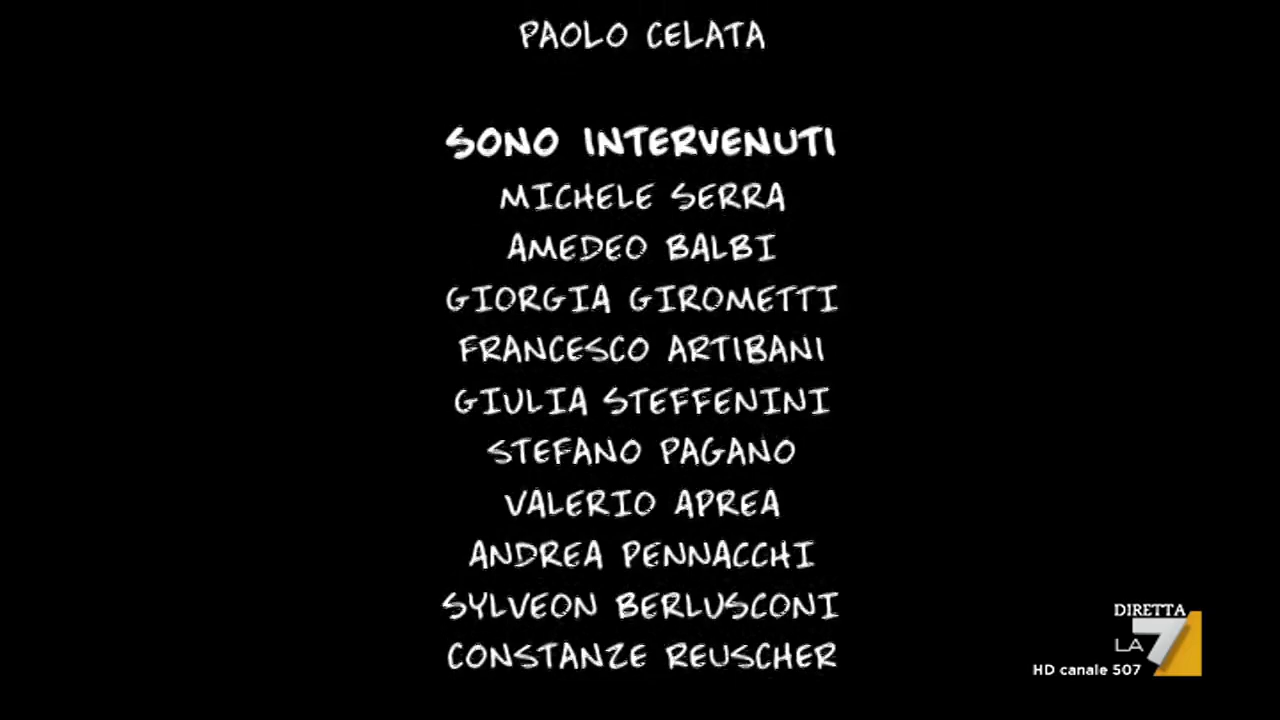 PAOLO CELATA
SONO INTERVENUTI
MICHELE SERRA
AMEDEO BALBI
GIORGIA GIROMETTI
FRANCESCO ARTIBANI
GIULIA STEFFENINI
STEFANO PAGANO
VALERIO APREA
ANDREA PENNACCHI
SYLVEON BERLUSCONI
CONSTANZE REUSCHER
DIRETTA
LA 7
HD canale 507